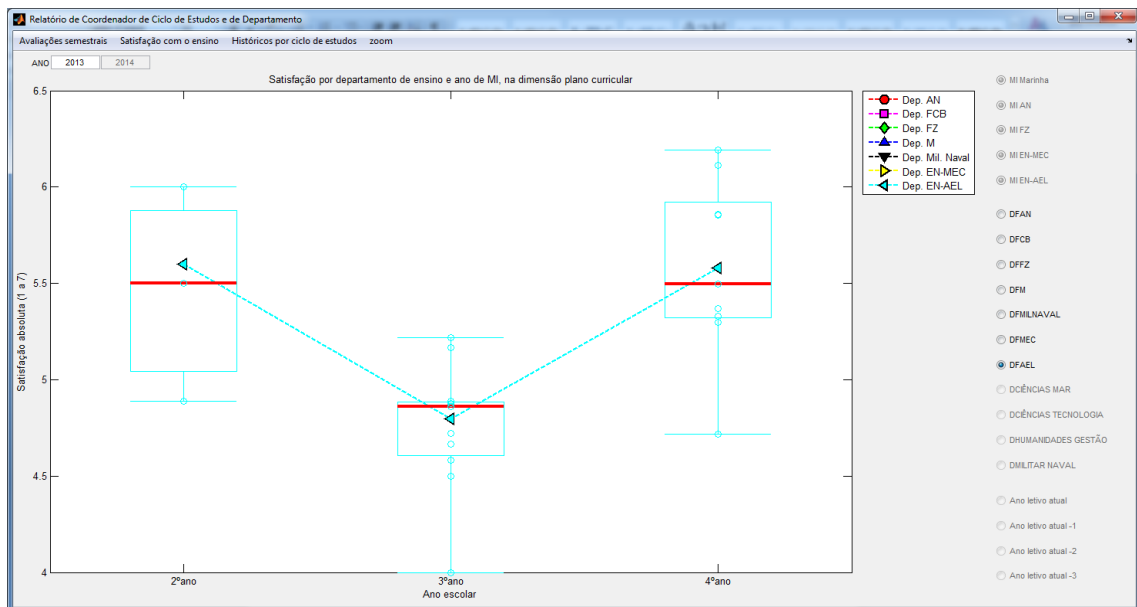 Relatório de Coordenador de Ciclo de Estudos e de Departamento
Avaliações semestrais Satisfação com o ensino Históricos por ciclo de estudos zoom
ANO 2013 2014
Satisfação por departamento de ensino e ano de MI, na dimensão plano curricular
Satisfação absoluta (1 a 7)
6.5
6
5.5
5
4.5
4
2ºano 3ºano 4ºano
Ano escolar
Dep. AN
Dep. FCB
Dep. FZ
Dep. M
Dep. Mil. Naval
Dep. EN-MEC
Dep. EN-AEL
MI Marinha
MI AN
MI FZ
MI EN-MEC
MI EN-AEL
DFAN
DFCB
DFFZ
DFM
DFMILNAVAL
DFMEC
DFAEL
DCIÊNCIAS MAR
DCIÊNCIAS TECNOLOGIA
DHUMANIDADES GESTÃO
DMILITAR NAVAL
Ano letivo atual
Ano letivo atual -1
Ano letivo atual -2
Ano letivo atual -3